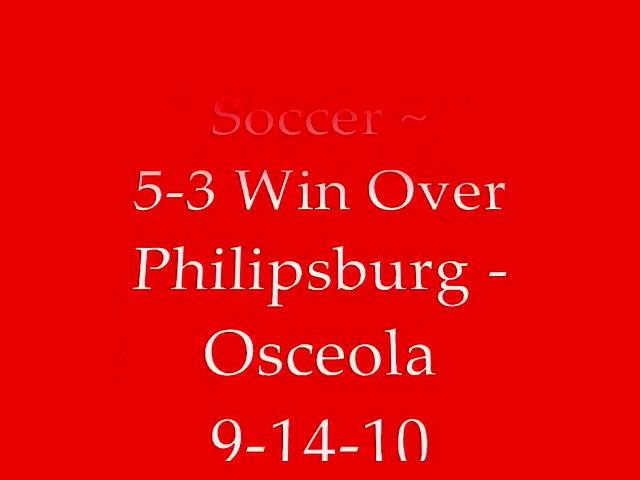 Soccer ~
5-3 Win Over
Philipsburg -
Osceola
9-14-10